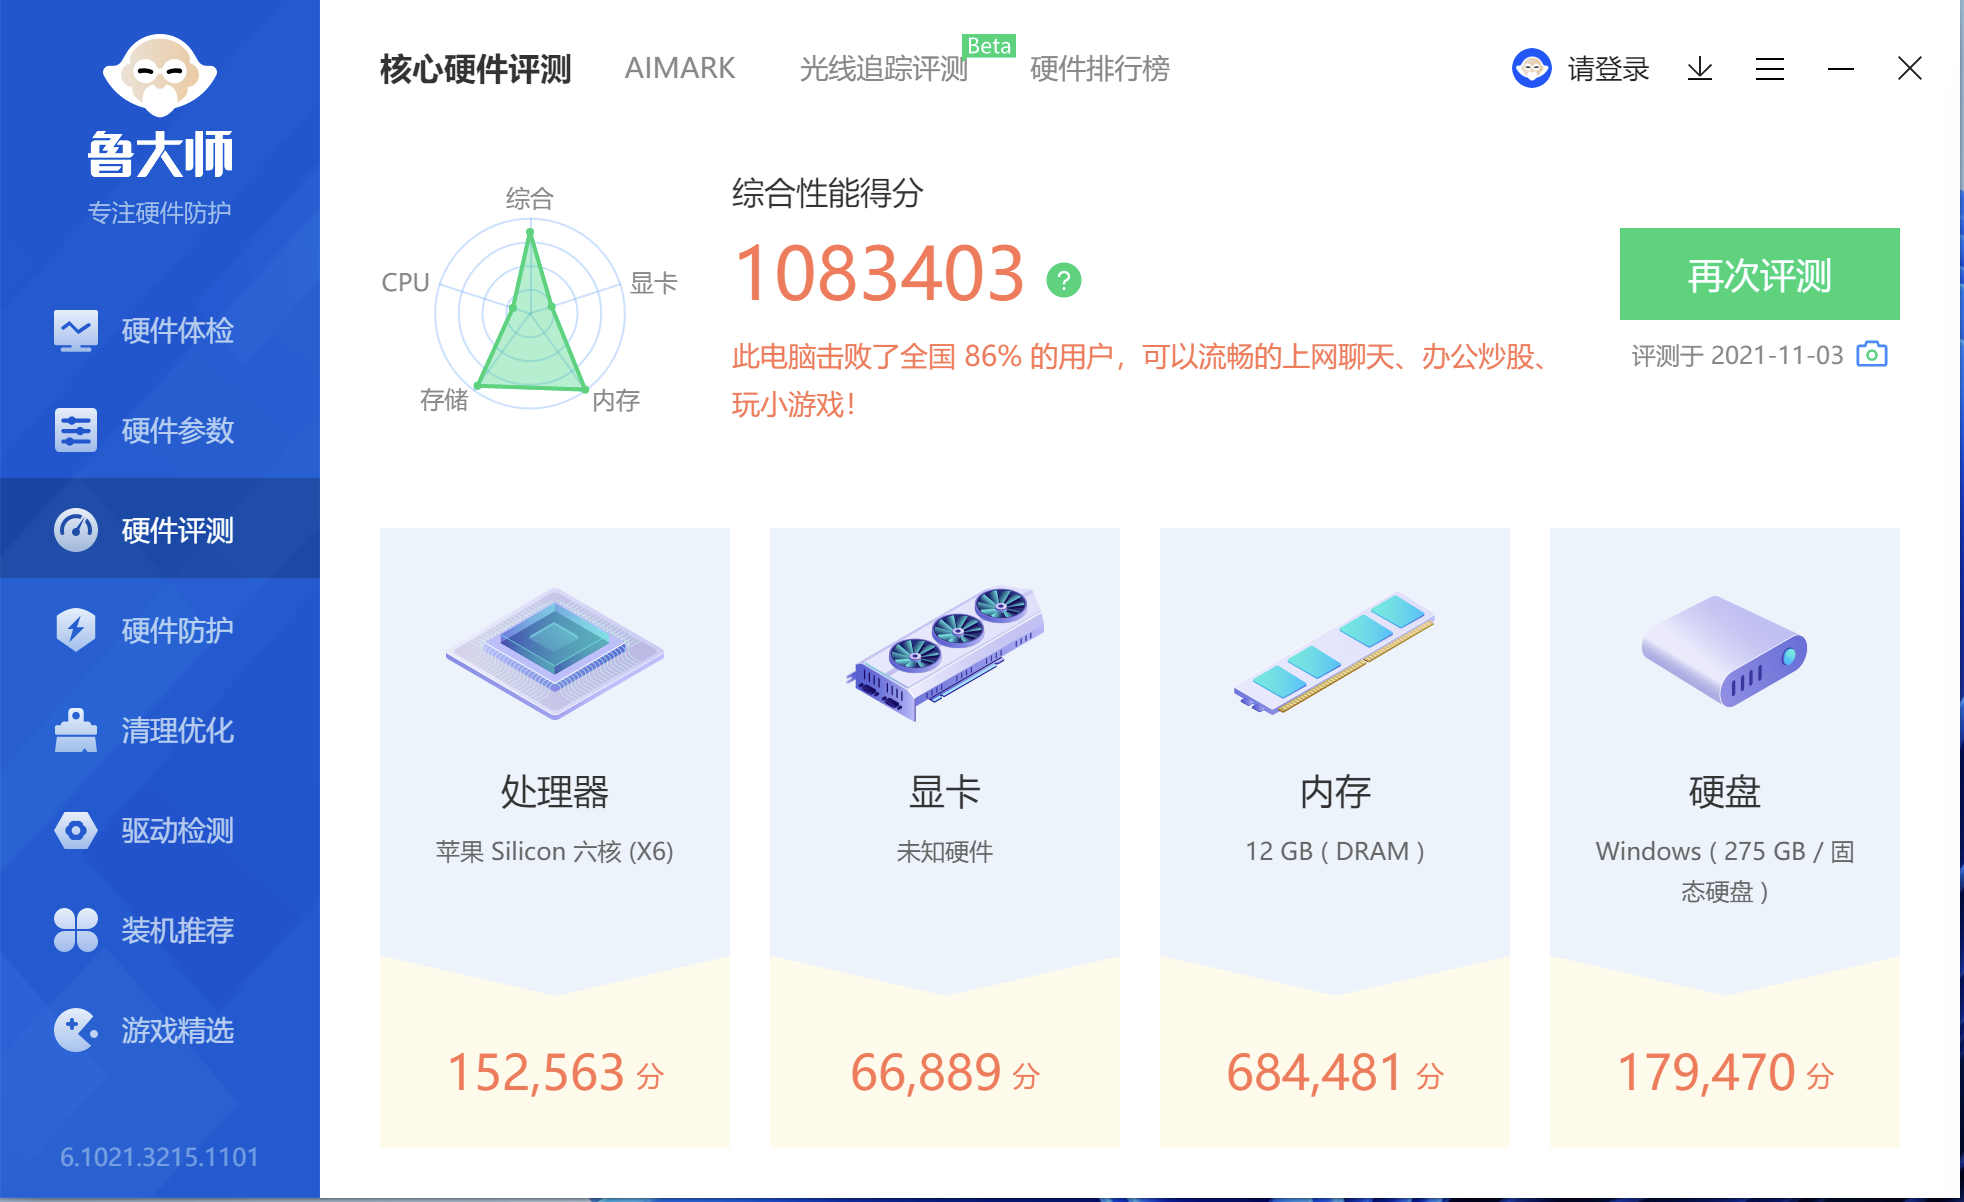 鲁大师
专注硬件防护
硬件体检
硬件参数
硬件评测
硬件防护
清理优化
驱动检测
装机推荐
游戏精选
6.1021.3215.1101
核心硬件评测 AIMARK 光线追踪评测 Beta 硬件排行榜 请登录
综合
CPU
显卡
存储
内存
综合性能得分
1083403 ?
此电脑击败了全国 86% 的用户，可以流畅的上网聊天、办公炒股、
玩小游戏！
再次评测
评测于 2021-11-03
处理器
苹果 Silicon 六核 (X6)
152,563 分
显卡
未知硬件
66,889 分
内存
12 GB ( DRAM )
684,481 分
硬盘
Windows ( 275 GB / 固
态硬盘 )
179,470 分